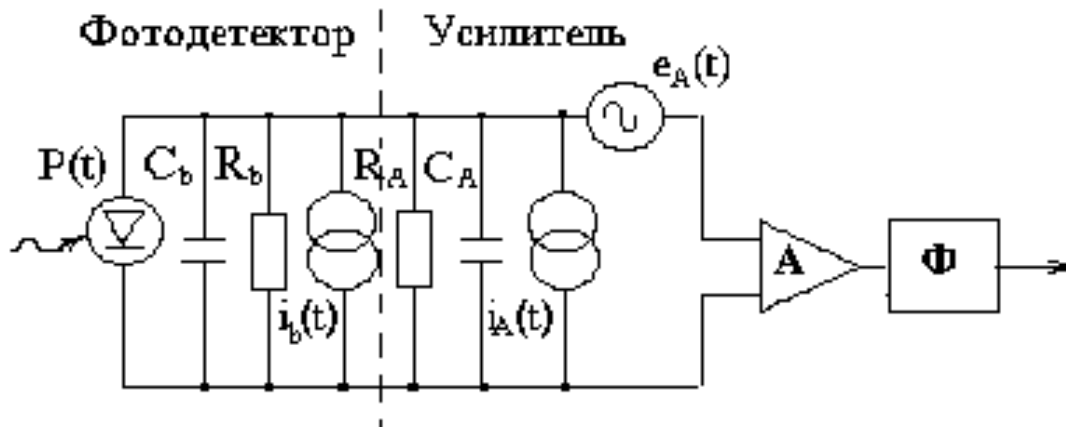 Фотодетектор Усилитель
e_A(t)
P(t) C_b R_b R_A C_A
A Ф
i_b(t) i_A(t)